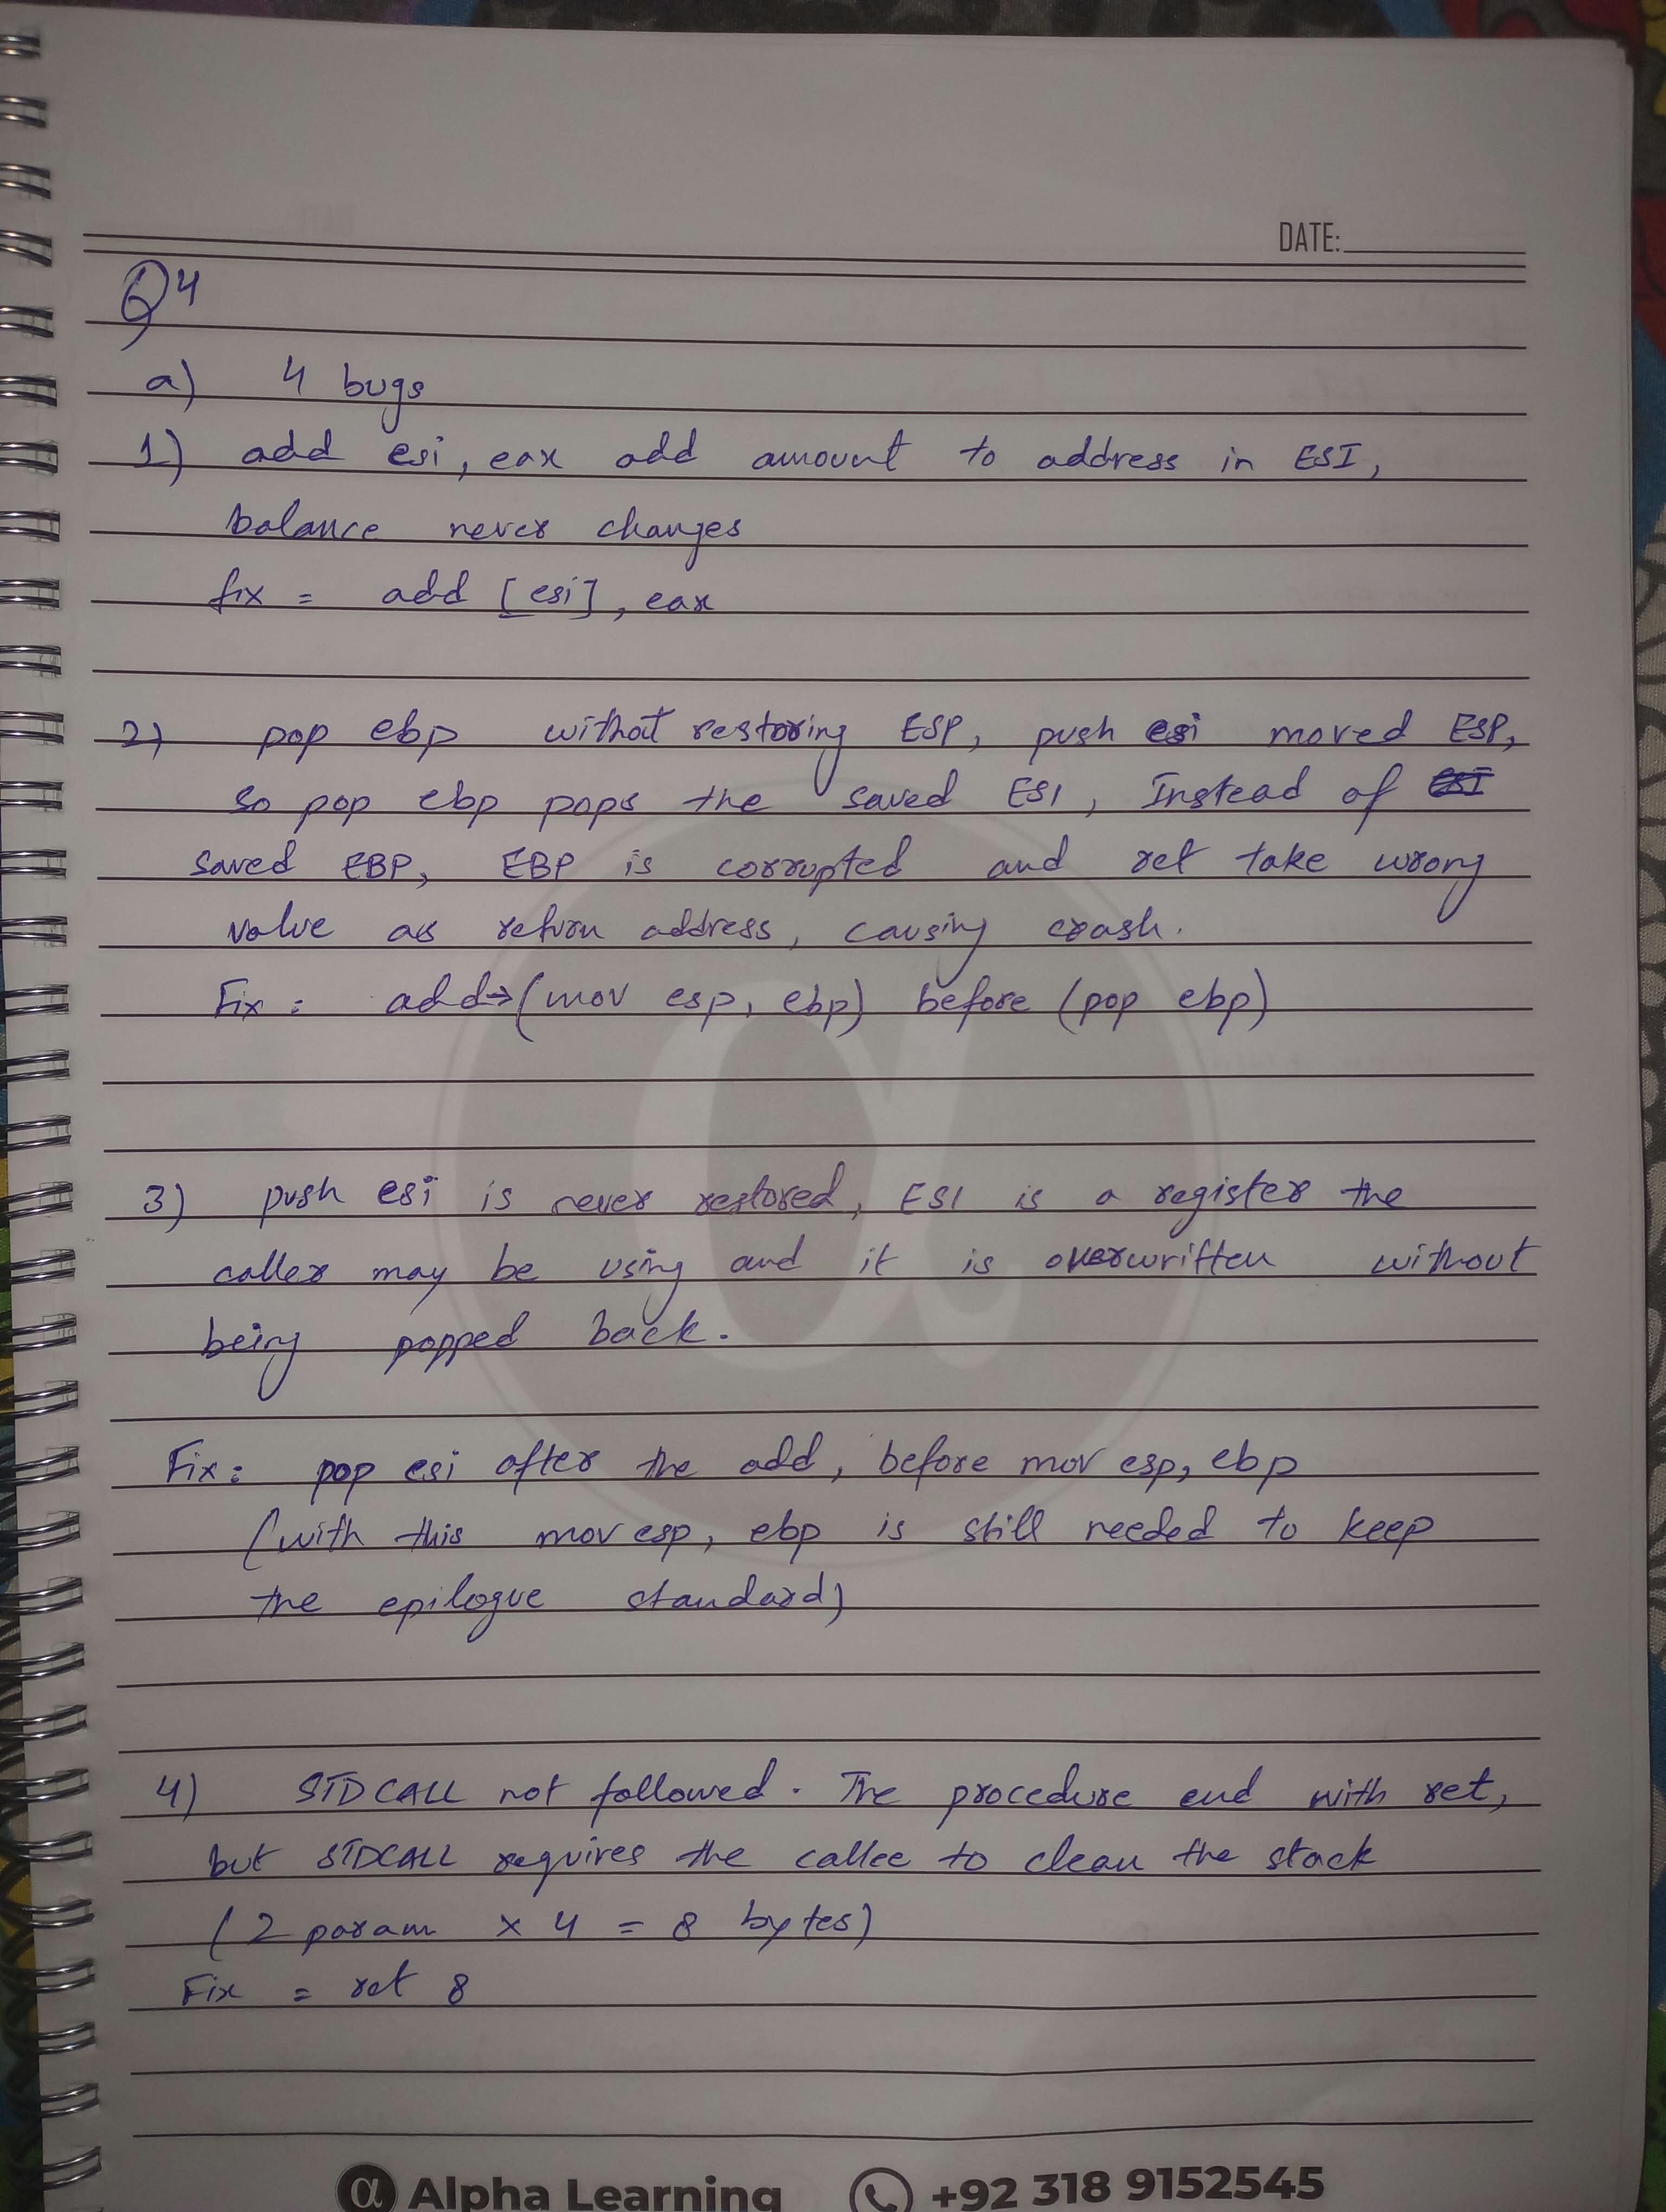 DATE:
Q4
a) 4 bugs
1) add esi, eax add amount to address in ESI,
balance never changes
fix = add [esi], eax
2) pop ebp without restoring ESP, push esi moved ESP,
so pop ebp pops the saved ESI, Instead of ESI
saved EBP, EBP is corrupted and ret take wrong
value as return address, causing crash.
Fix: add→(mov esp, ebp) before (pop ebp)
3) push esi is never restored, ESI is a register the
caller may be using and it is overwritten without
being popped back.
Fix: pop esi after the add, before mov esp, ebp
(with this mov esp, ebp is still needed to keep
the epilogue standard)
4) STDCALL not followed. The procedure end with ret,
but STDCALL requires the callee to clean the stack
(2 param x 4 = 8 bytes)
Fix = ret 8
α Alpha Learning +92 318 9152545